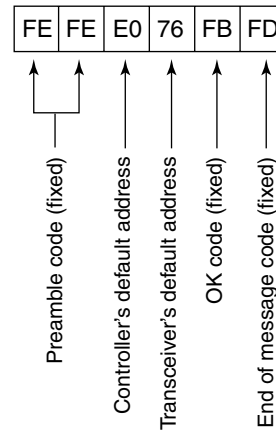 FE FE E0 76 FB FD
Preamble code (fixed)
Controller's default address
Transceiver's default address
OK code (fixed)
End of message code (fixed)